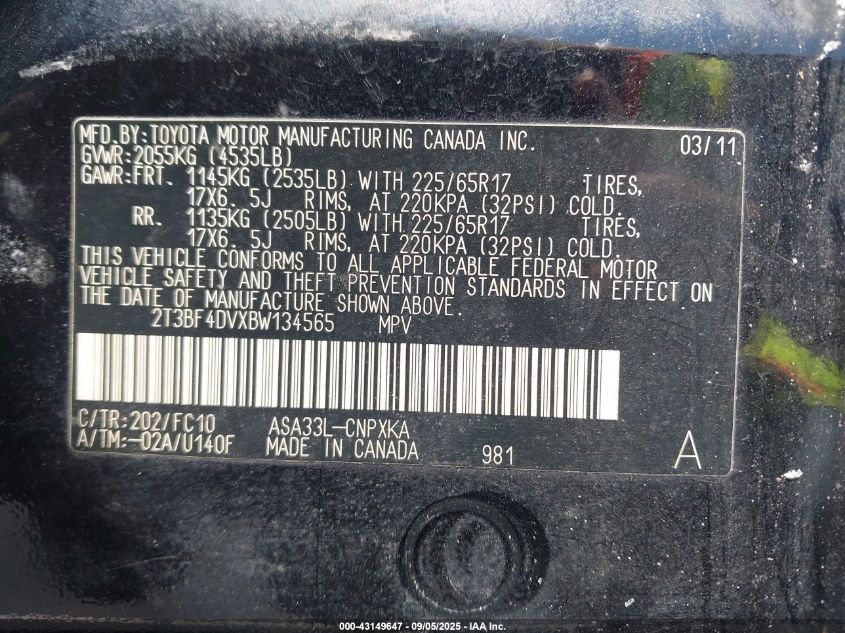 MFD.BY:TOYOTA MOTOR MANUFACTURING CANADA INC. 03/11
GVWR:2055KG (4535LB)
GAWR:FRT. 1145KG (2535LB) WITH 225/65R17 TIRES,
17X6.5J RIMS, AT 220KPA (32PSI) COLD.
RR. 1135KG (2505LB) WITH 225/65R17 TIRES,
17X6.5J RIMS, AT 220KPA (32PSI) COLD.
THIS VEHICLE CONFORMS TO ALL APPLICABLE FEDERAL MOTOR
VEHICLE SAFETY AND THEFT PREVENTION STANDARDS IN EFFECT ON
THE DATE OF MANUFACTURE SHOWN ABOVE.
2T3BF4DVXBW134565 MPV
C/TR:202/FC10 ASA33L-CNPXKA
A/TM:-02A/U140F MADE IN CANADA 981 A
000-43149647 - 09/05/2025 - IAA Inc.